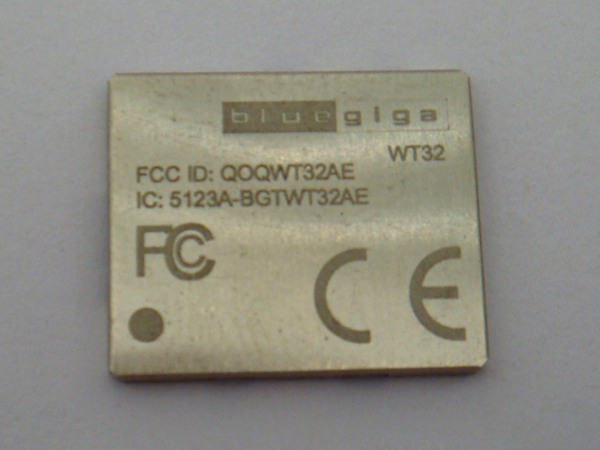 bluegiga
WT32
FCC ID: QOQWT32AE
IC: 5123A-BGTWT32AE
FC
CE